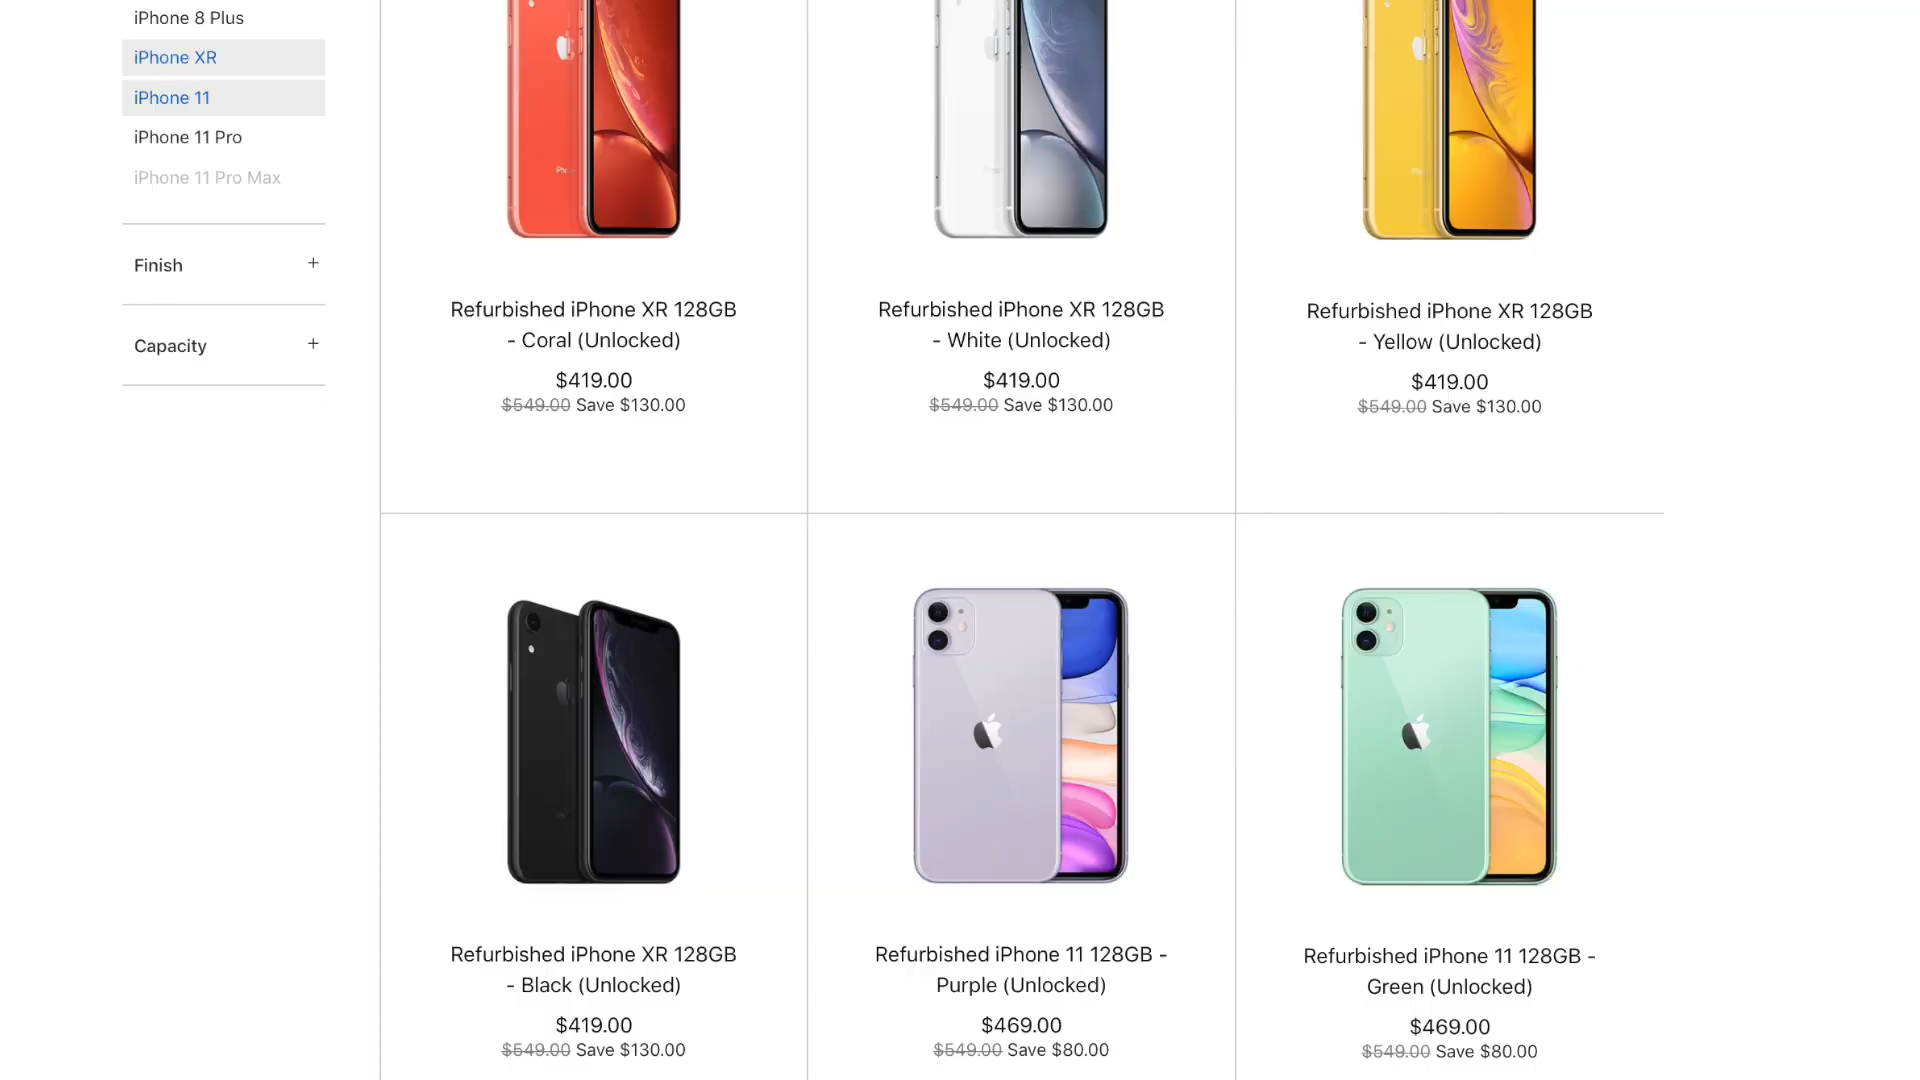 iPhone 8 Plus
iPhone XR
iPhone 11
iPhone 11 Pro
iPhone 11 Pro Max
Finish
Capacity
Refurbished iPhone XR 128GB
- Coral (Unlocked)
$419.00
$549.00 Save $130.00
Refurbished iPhone XR 128GB
- White (Unlocked)
$419.00
$549.00 Save $130.00
Refurbished iPhone XR 128GB
- Yellow (Unlocked)
$419.00
$549.00 Save $130.00
Refurbished iPhone XR 128GB
- Black (Unlocked)
$419.00
$549.00 Save $130.00
Refurbished iPhone 11 128GB -
Purple (Unlocked)
$469.00
$549.00 Save $80.00
Refurbished iPhone 11 128GB -
Green (Unlocked)
$469.00
$549.00 Save $80.00